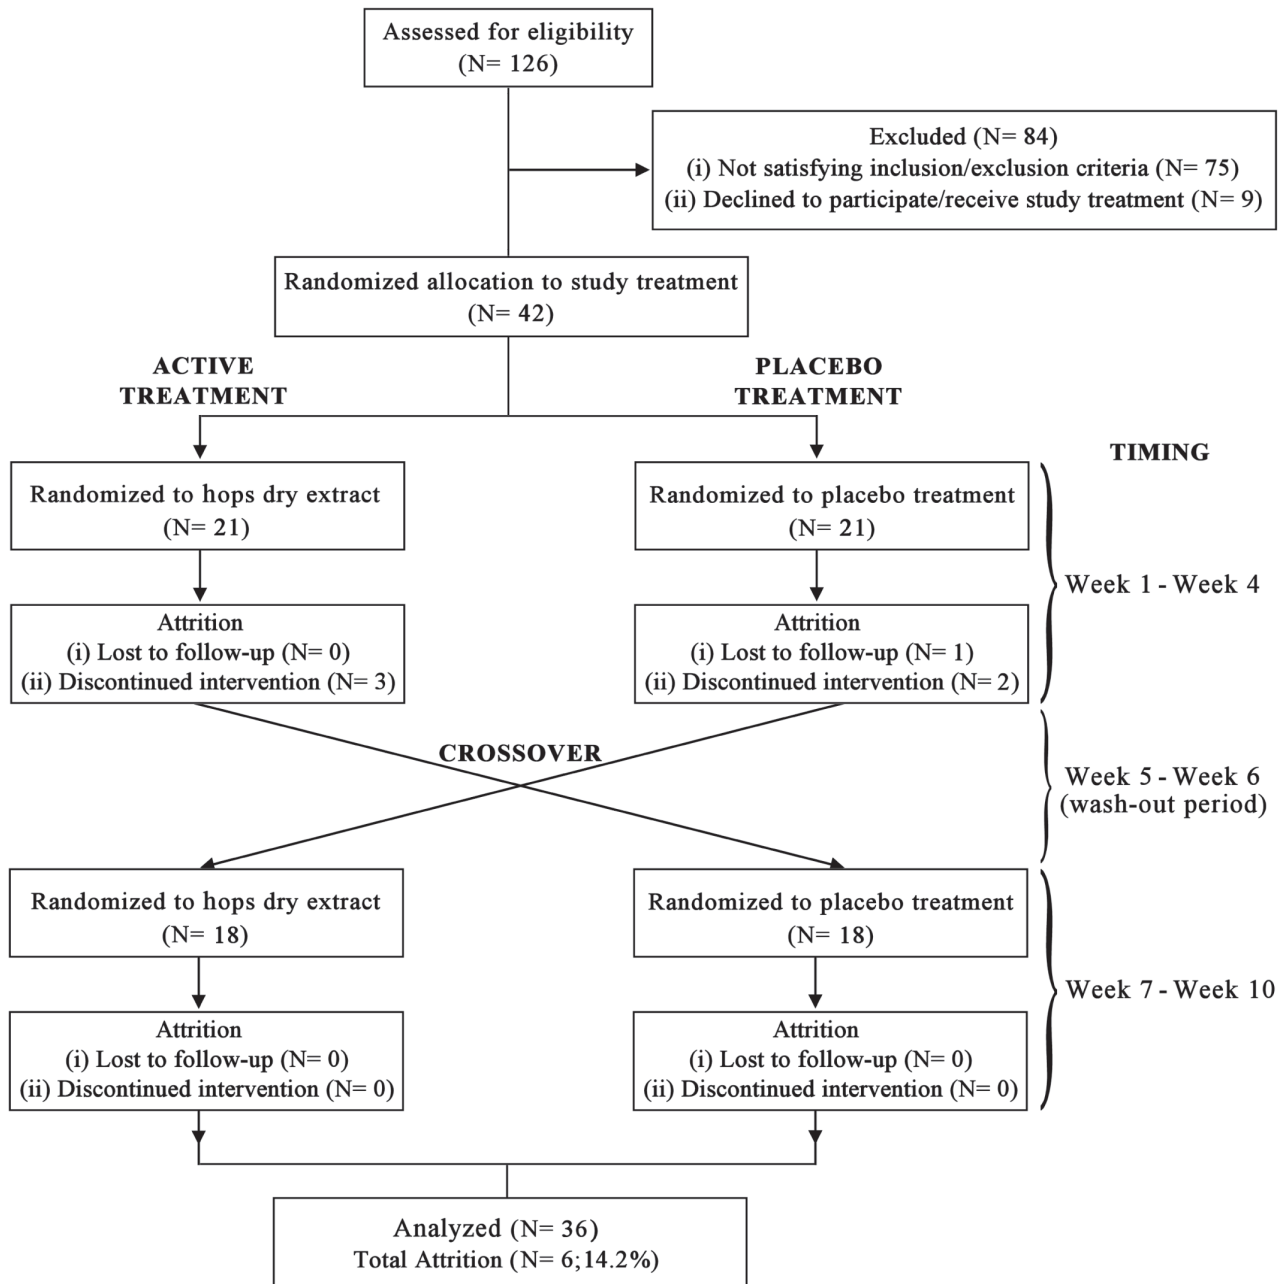 Assessed for eligibility
(N= 126)
Excluded (N= 84)
(i) Not satisfying inclusion/exclusion criteria (N= 75)
(ii) Declined to participate/receive study treatment (N= 9)
Randomized allocation to study treatment
(N= 42)
ACTIVE
TREATMENT
PLACEBO
TREATMENT
TIMING
Randomized to hops dry extract
(N= 21)
Randomized to placebo treatment
(N= 21)
Week 1 - Week 4
Attrition
(i) Lost to follow-up (N= 0)
(ii) Discontinued intervention (N= 3)
Attrition
(i) Lost to follow-up (N= 1)
(ii) Discontinued intervention (N= 2)
CROSSOVER
Week 5 - Week 6
(wash-out period)
Randomized to hops dry extract
(N= 18)
Randomized to placebo treatment
(N= 18)
Week 7 - Week 10
Attrition
(i) Lost to follow-up (N= 0)
(ii) Discontinued intervention (N= 0)
Attrition
(i) Lost to follow-up (N= 0)
(ii) Discontinued intervention (N= 0)
Analyzed (N= 36)
Total Attrition (N= 6;14.2%)